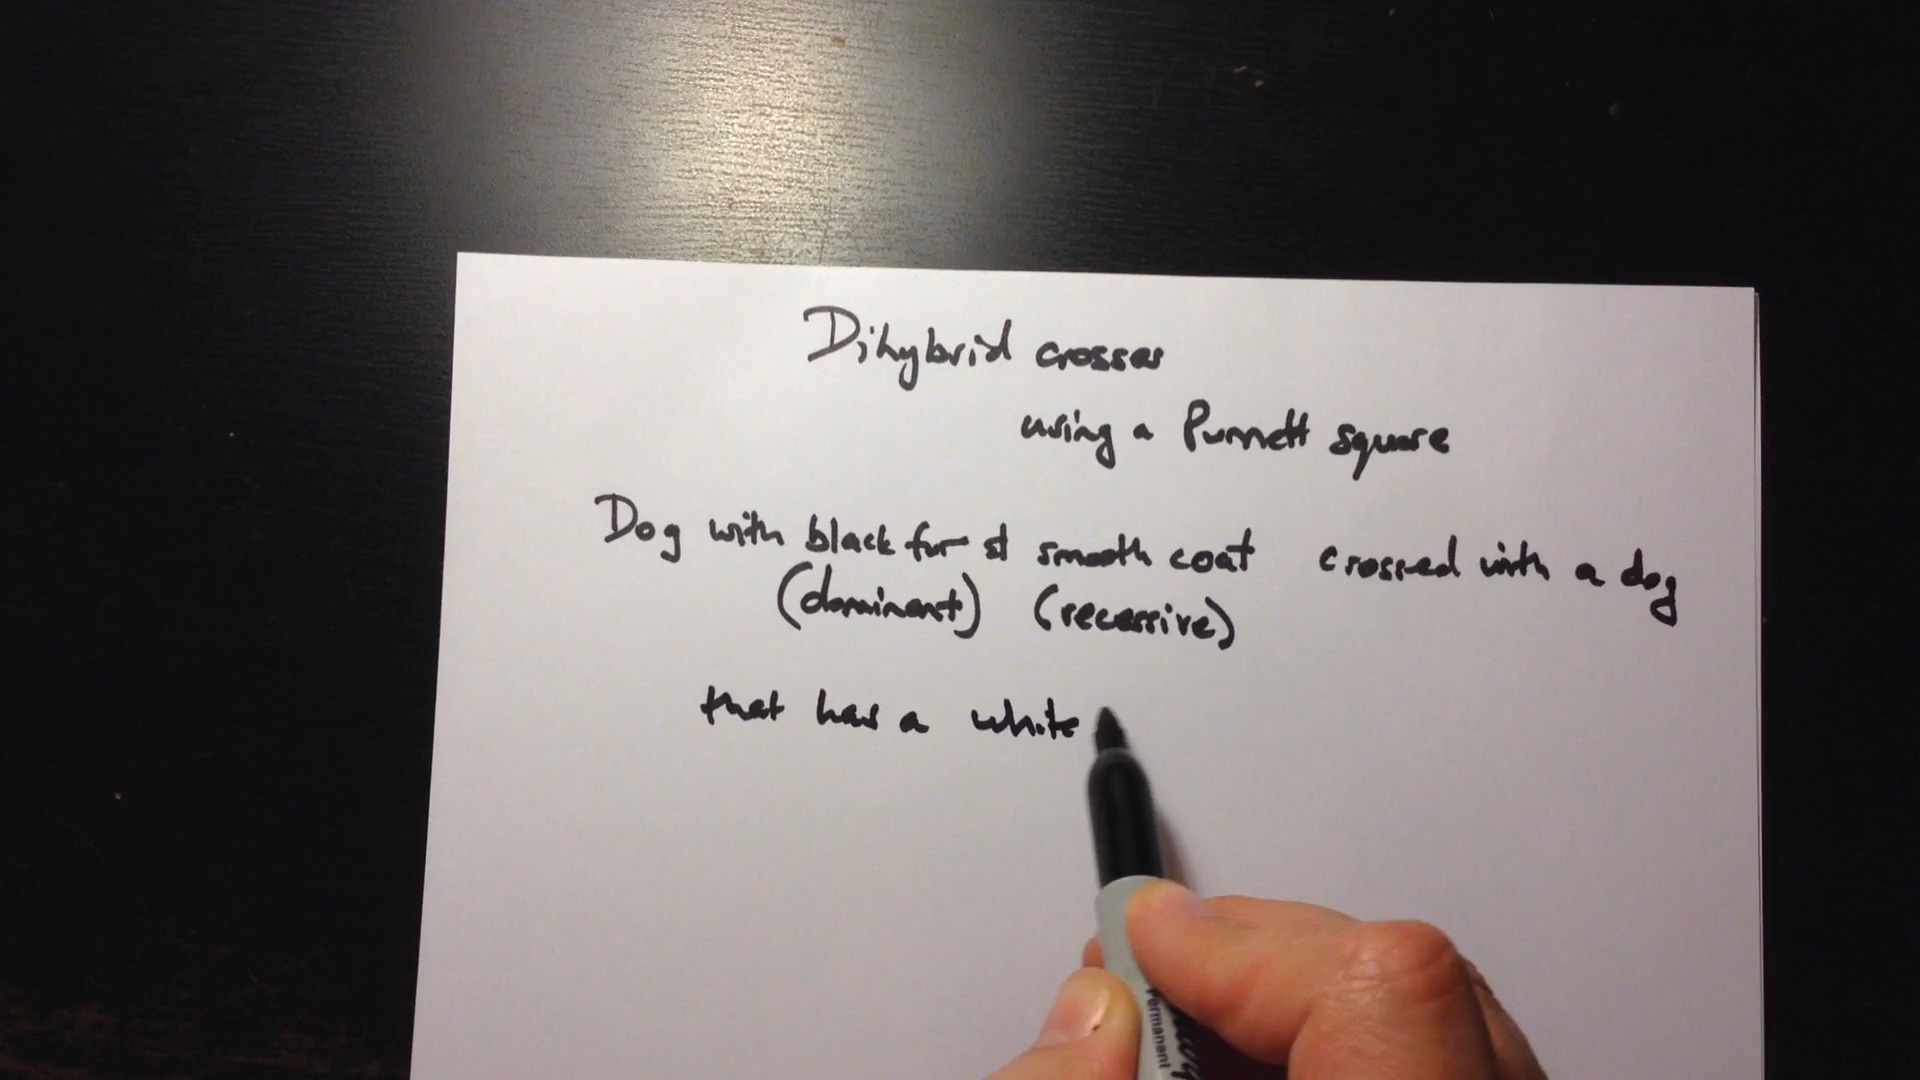 Dihybrid crosses
using a Punnett square
Dog with black fur & smooth coat crossed with a dog
(dominant) (recessive)
that has a white
Permanent